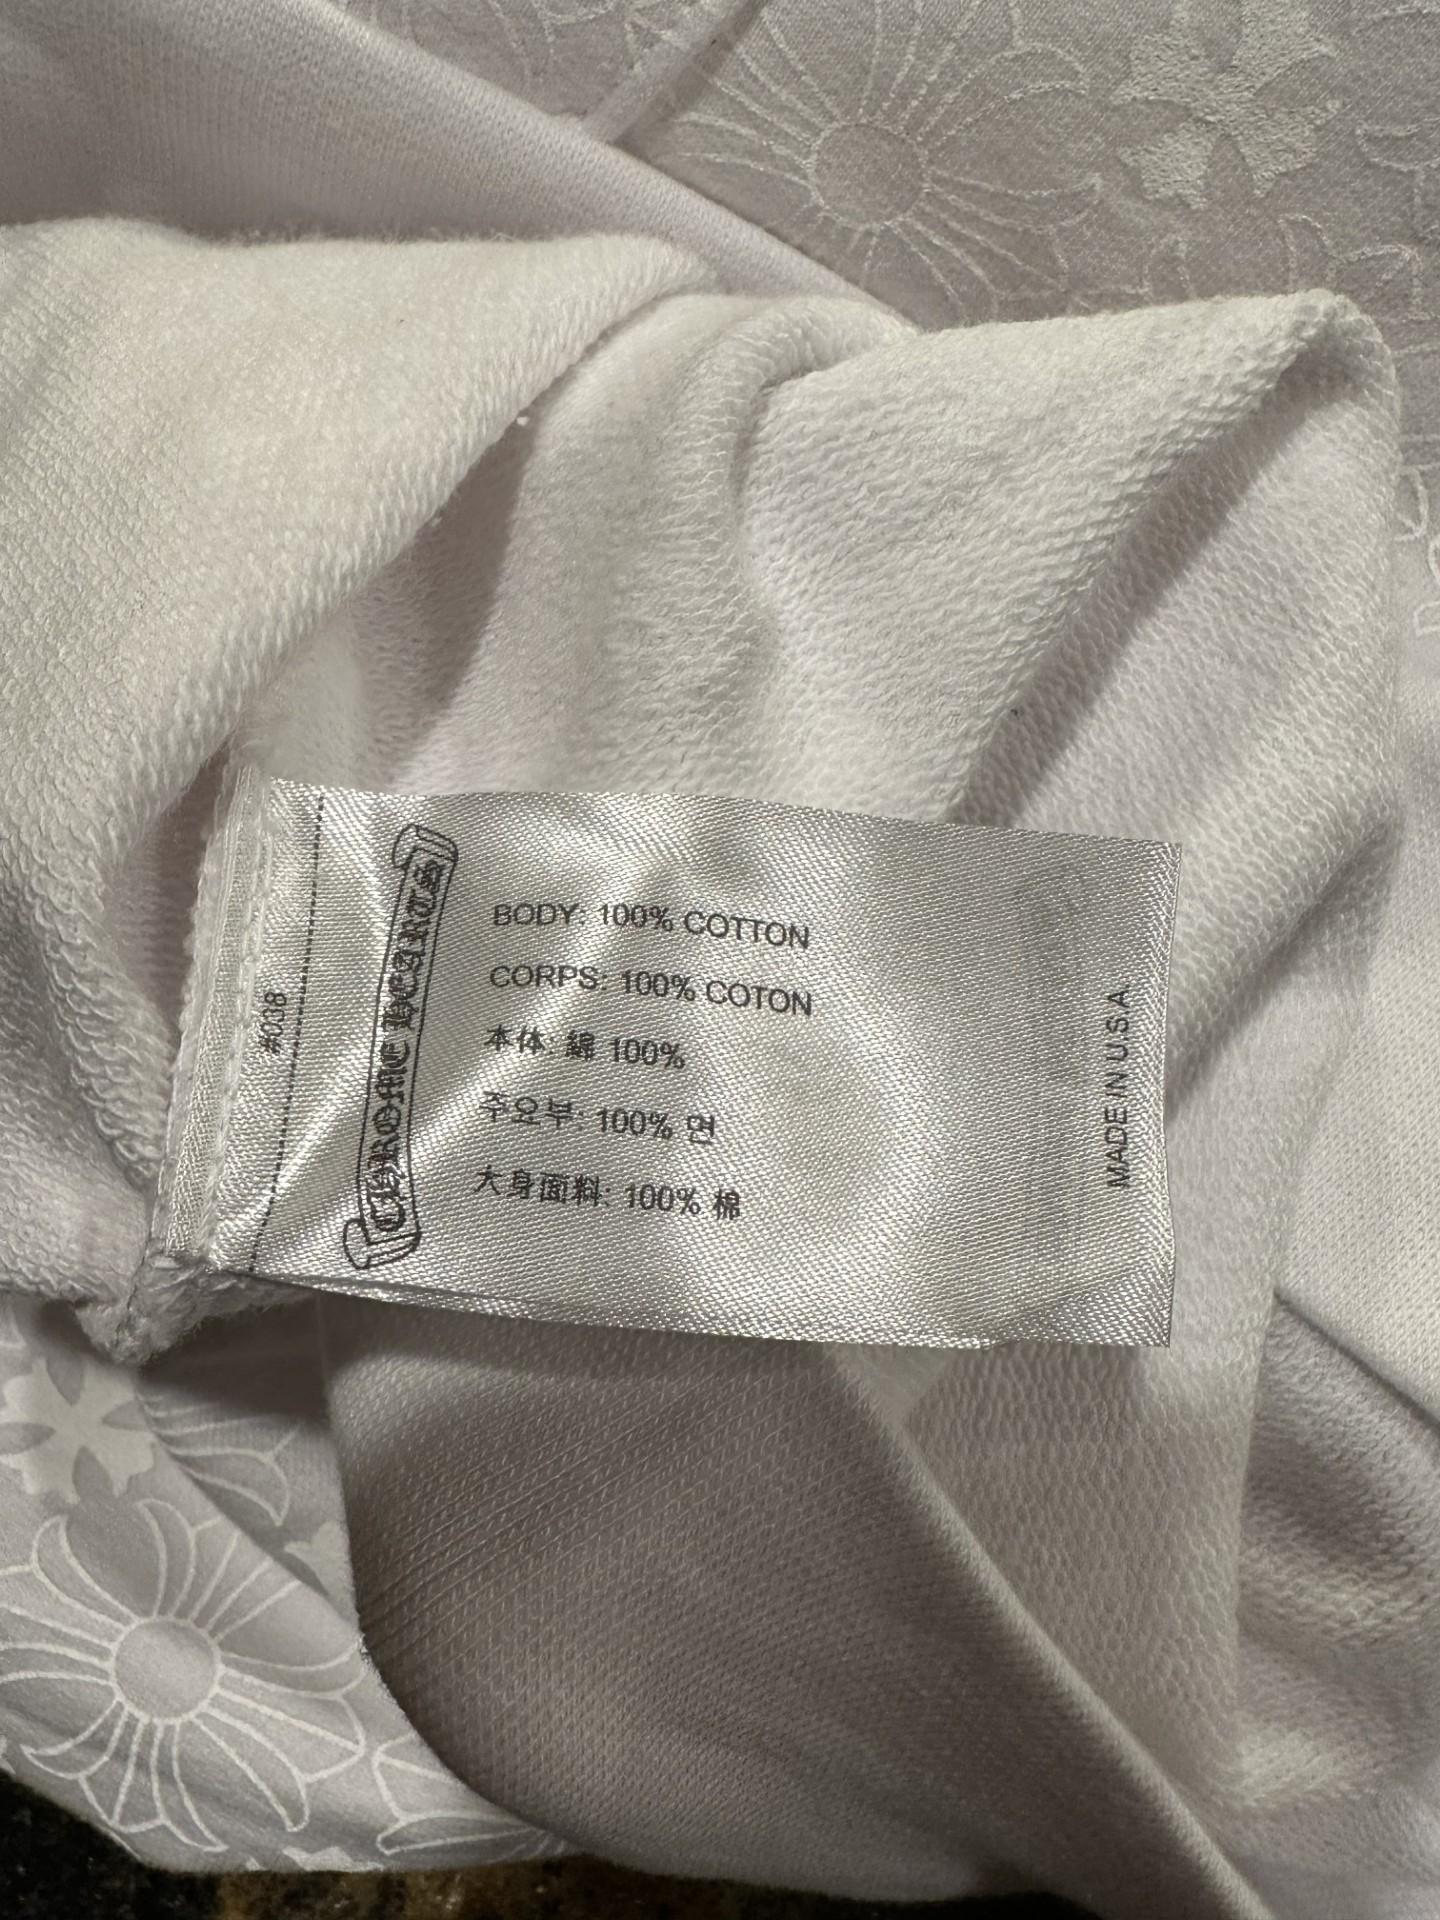 #038
CHROME HEARTS
BODY: 100% COTTON
CORPS: 100% COTON
本体: 綿 100%
주요부: 100% 면
大身面料: 100% 棉
MADE IN U.S.A.